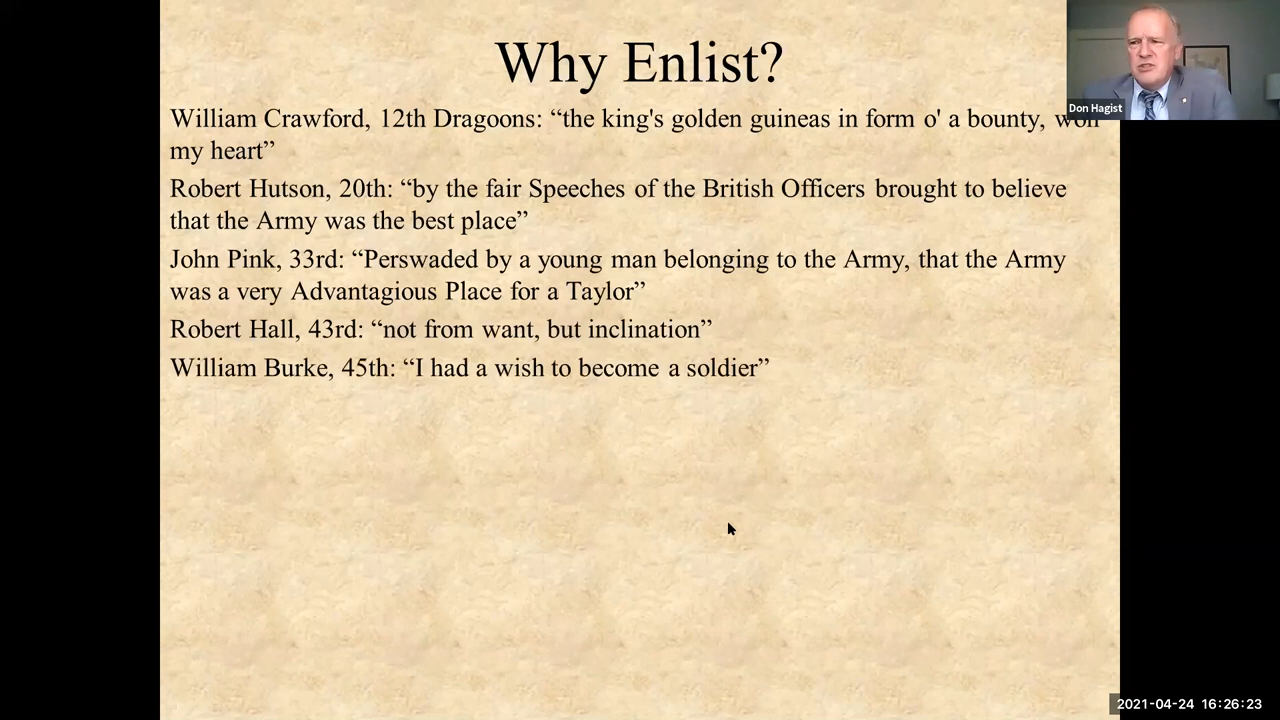 Why Enlist?
Don Hagist
William Crawford, 12th Dragoons: “the king's golden guineas in form o' a bounty, won
my heart”
Robert Hutson, 20th: “by the fair Speeches of the British Officers brought to believe
that the Army was the best place”
John Pink, 33rd: “Perswaded by a young man belonging to the Army, that the Army
was a very Advantagious Place for a Taylor”
Robert Hall, 43rd: “not from want, but inclination”
William Burke, 45th: “I had a wish to become a soldier”
2021-04-24 16:26:23